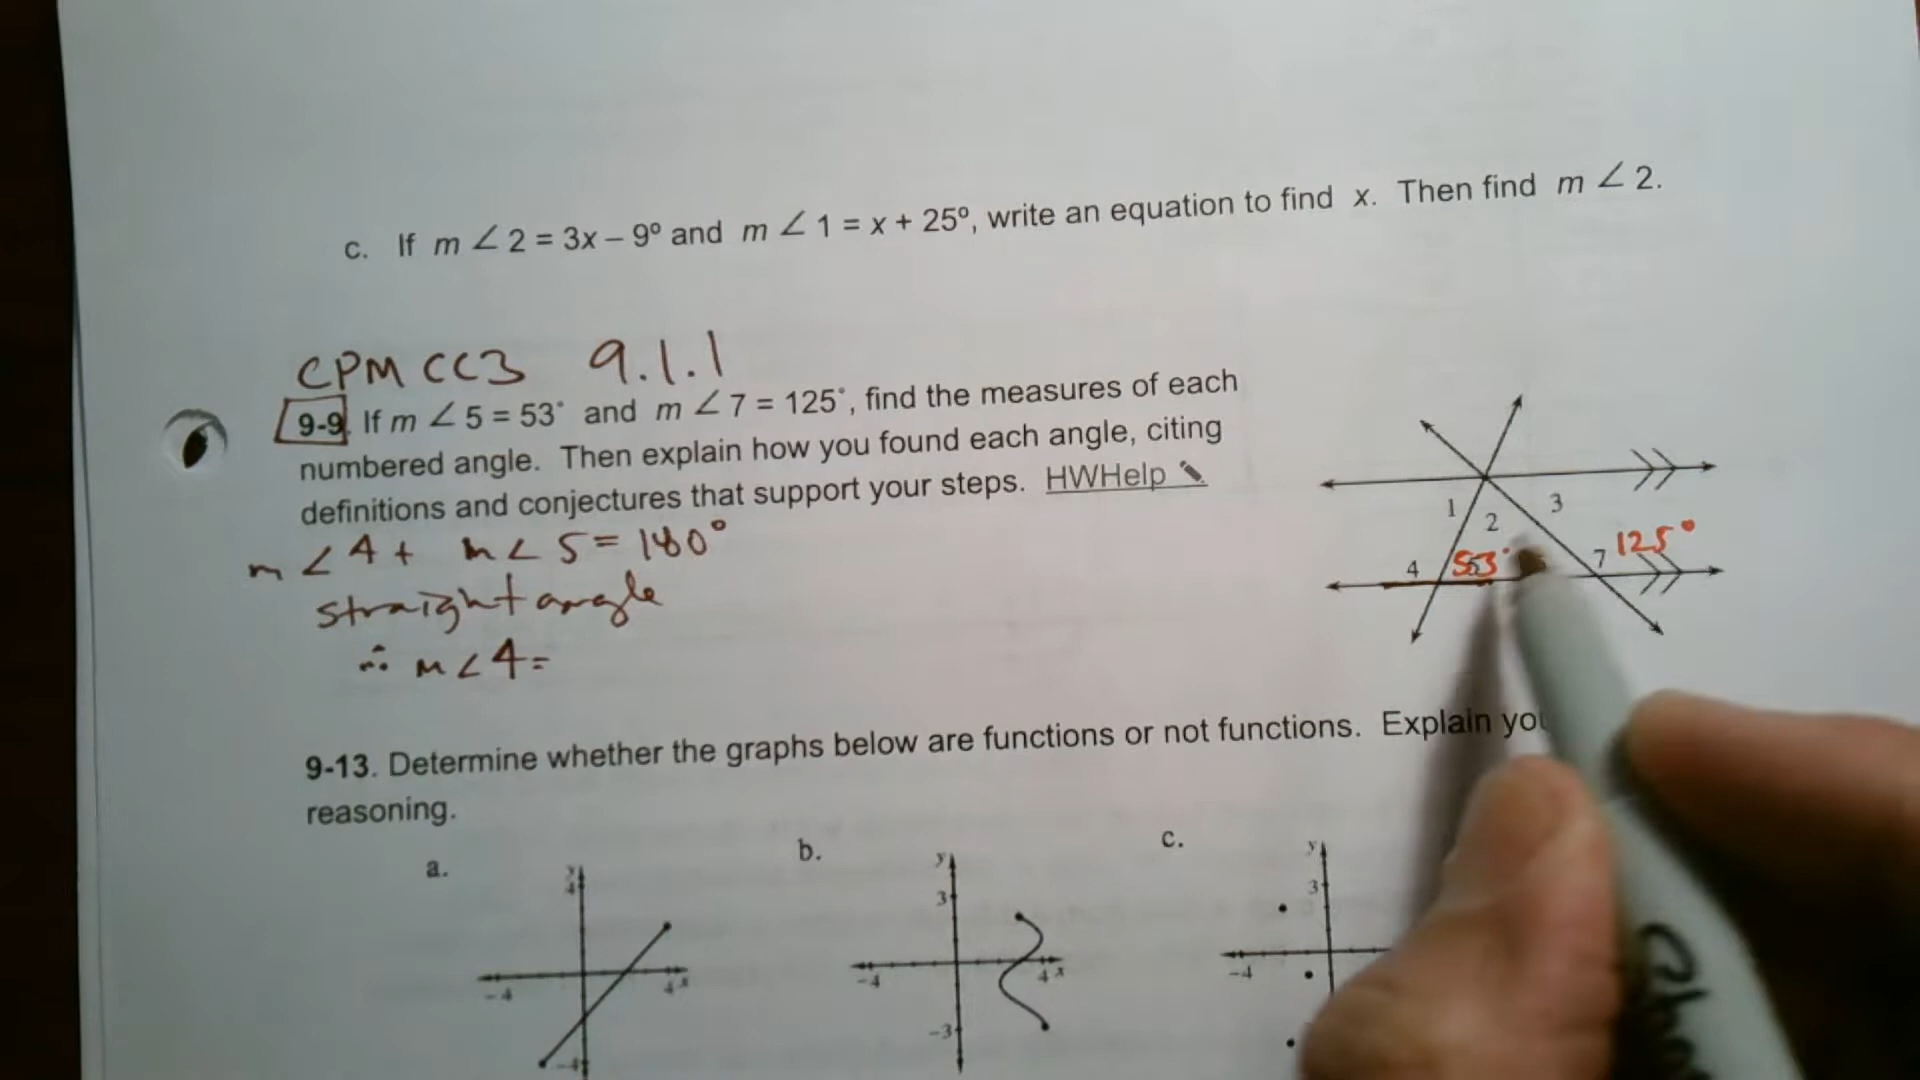 c. If m ∠ 2 = 3x – 9° and m ∠ 1 = x + 25°, write an equation to find x. Then find m ∠ 2.
CPM CC3 9.1.1
9-9. If m ∠ 5 = 53° and m ∠ 7 = 125°, find the measures of each
numbered angle. Then explain how you found each angle, citing
definitions and conjectures that support your steps. HWHelp
m ∠ 4 + m ∠ 5 = 180°
straight angle
∴ m ∠ 4 =
1 2 3
4 53° 7 125°
9-13. Determine whether the graphs below are functions or not functions. Explain
reasoning.
a. b. c.
y y y
4 3 3
-4 4 x -4 4 x -4
-4 -3